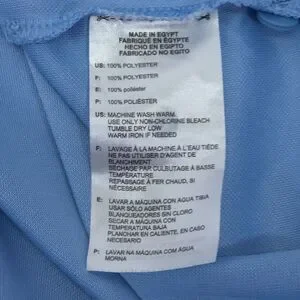 MADE IN EGYPT
FABRIQUE EN EGYPTE
HECHO EN EGIPTO
FABRICADO NO EGITO
US: 100% POLYESTER
F: 100% POLYESTER
E: 100% poliéster
P: 100% POLIÉSTER
US: MACHINE WASH WARM.
USE ONLY NON-CHLORINE BLEACH
TUMBLE DRY LOW
WARM IRON IF NEEDED
F: LAVAGE À LA MACHINE À L'EAU TIÈDE
NE PAS UTILISER D'AGENT DE
BLANCHIMENT
SÉCHAGE PAR CULBUTAGE À BASSE
TEMPÉRATURE
REPASSAGE À FER CHAUD, SI
NÉCESSAIRE
E: LAVAR A MÁQUINA CON AGUA TIBIA
USAR SÓLO AGENTES
BLANQUEADORES SIN CLORO
SECAR A MÁQUINA CON
TEMPERATURA BAJA
PLANCHAR EN CALIENTE, EN CASO
NECESARIO
P: LAVAR NA MÁQUINA COM ÁGUA
MORNA